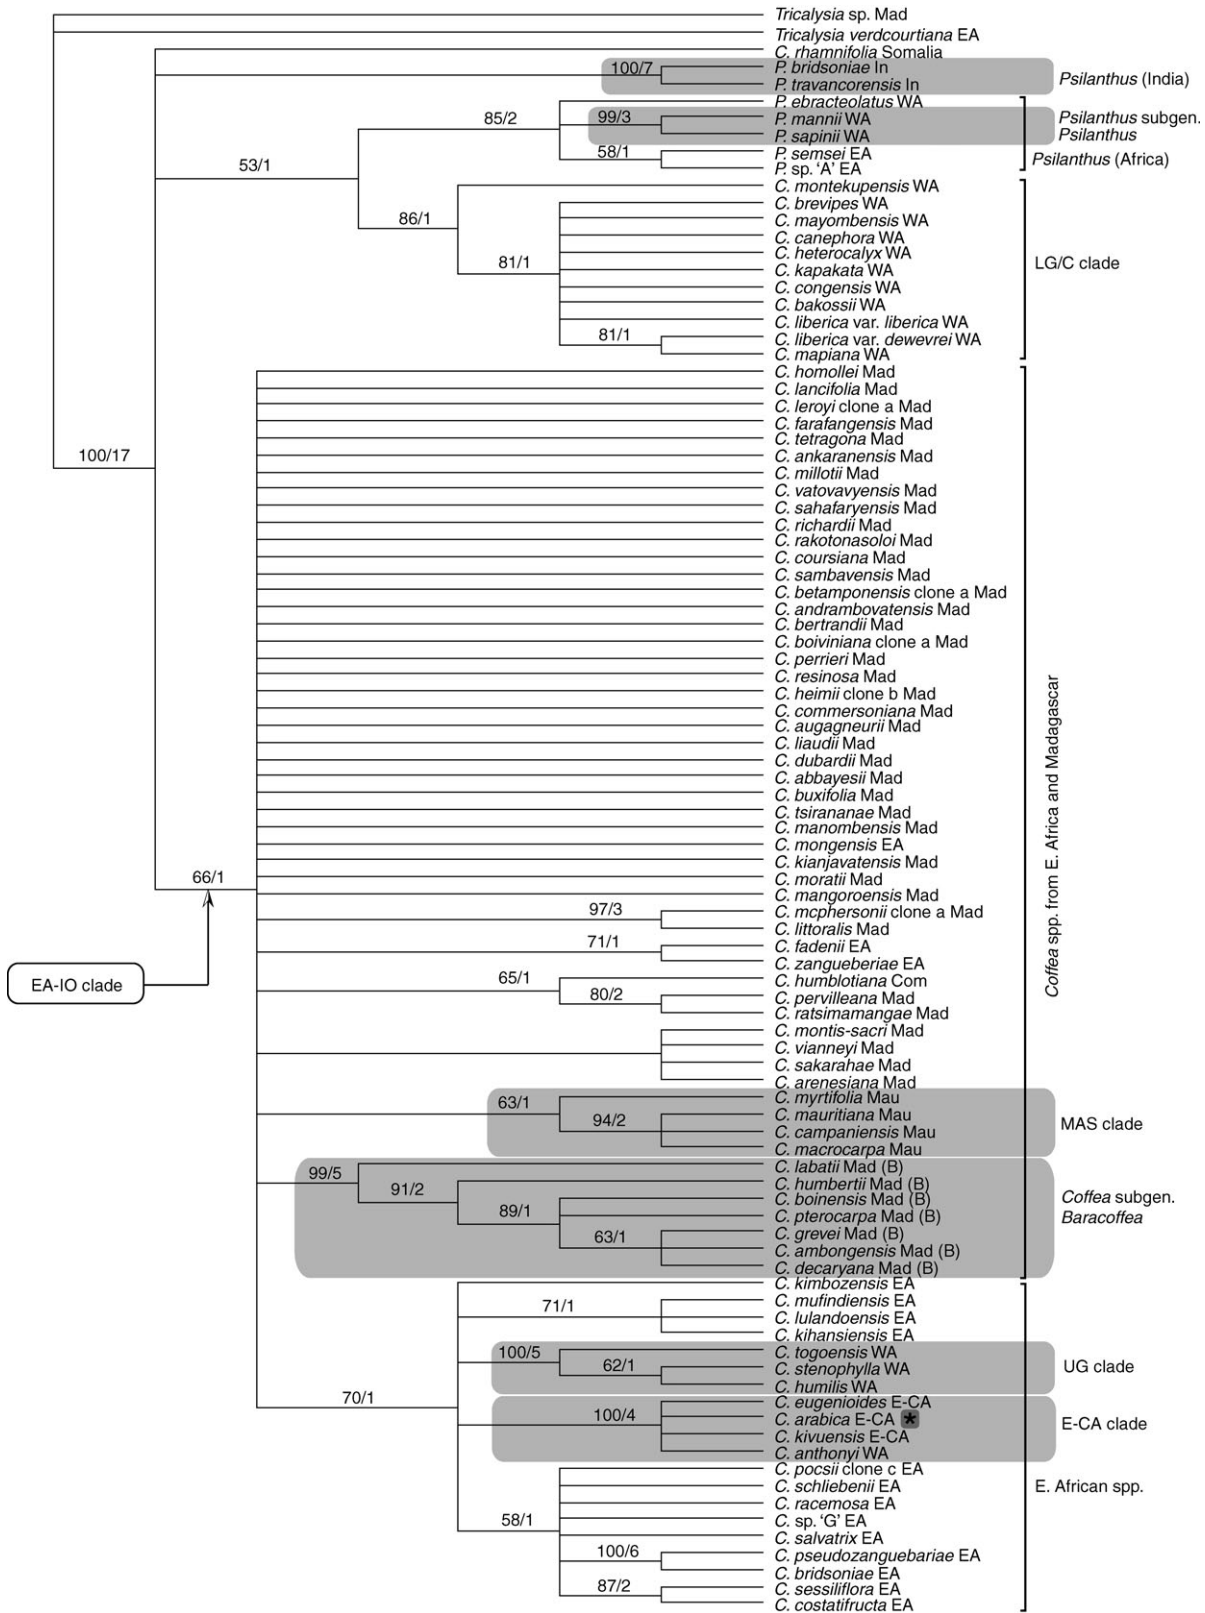 Tricalysia sp. Mad
Tricalysia verdcourtiana EA
C. rhamnifolia Somalia
100/7
P. bridsoniae In
P. travancorensis In
Psilanthus (India)
P. ebracteolatus WA
85/2
99/3
P. mannii WA
P. sapinii WA
Psilanthus subgen.
Psilanthus
58/1
P. semsei EA
P. sp. ‘A’ EA
Psilanthus (Africa)
53/1
C. montekupensis WA
86/1
C. brevipes WA
C. mayombensis WA
C. canephora WA
C. heterocalyx WA
81/1
C. kapakata WA
LG/C clade
C. congensis WA
C. bakossii WA
C. liberica var. liberica WA
81/1
C. liberica var. dewevrei WA
C. mapiana WA
C. homollei Mad
C. lancifolia Mad
C. leroyi clone a Mad
C. farafangensis Mad
C. tetragona Mad
100/17
C. ankaranensis Mad
C. millotii Mad
C. vatovavyensis Mad
C. sahafaryensis Mad
C. richardii Mad
C. rakotonasoloi Mad
C. coursiana Mad
C. sambavensis Mad
C. betamponensis clone a Mad
C. andrambovatensis Mad
C. bertrandii Mad
C. boiviniana clone a Mad
C. perrieri Mad
C. resinosa Mad
C. heimii clone b Mad
C. commersoniana Mad
C. augagneurii Mad
C. liaudii Mad
C. dubardii Mad
C. abbayesii Mad
C. buxifolia Mad
C. tsirananae Mad
C. manombensis Mad
C. mongensis EA
C. kianjavatensis Mad
C. moratii Mad
C. mangoroensis Mad
Coffea spp. from E. Africa and Madagascar
66/1
EA-IO clade
97/3
C. mcphersonii clone a Mad
C. littoralis Mad
71/1
C. fadenii EA
C. zangueberiae EA
65/1
C. humblotiana Com
80/2
C. pervilleana Mad
C. ratsimamangae Mad
C. montis-sacri Mad
C. vianneyi Mad
C. sakarahae Mad
C. arenesiana Mad
63/1
C. myrtifolia Mau
94/2
C. mauritiana Mau
C. campaniensis Mau
C. macrocarpa Mau
MAS clade
99/5
C. labatii Mad (B)
91/2
C. humbertii Mad (B)
89/1
C. boinensis Mad (B)
C. pterocarpa Mad (B)
63/1
C. grevei Mad (B)
C. ambongensis Mad (B)
C. decaryana Mad (B)
Coffea subgen.
Baracoffea
C. kimbozensis EA
71/1
C. mufindiensis EA
C. lulandoensis EA
C. kihansiensis EA
100/5
C. togoensis WA
62/1
C. stenophylla WA
C. humilis WA
UG clade
70/1
100/4
C. eugenioides E-CA
C. arabica E-CA *
C. kivuensis E-CA
C. anthonyi WA
E-CA clade
C. pocsii clone c EA
C. schliebenii EA
E. African spp.
C. racemosa EA
58/1
C. sp. ‘G’ EA
C. salvatrix EA
100/6
C. pseudozanguebariae EA
C. bridsoniae EA
87/2
C. sessiliflora EA
C. costatifructa EA